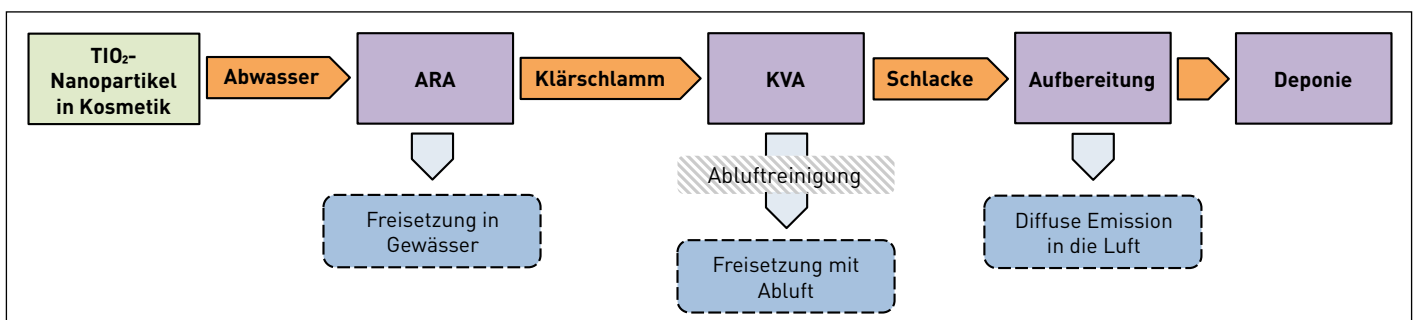 TIO₂-
Nanopartikel
in Kosmetik
Abwasser
ARA
Klärschlamm
KVA
Schlacke
Aufbereitung
Deponie
Abluftreinigung
Freisetzung in
Gewässer
Freisetzung mit
Abluft
Diffuse Emission
in die Luft